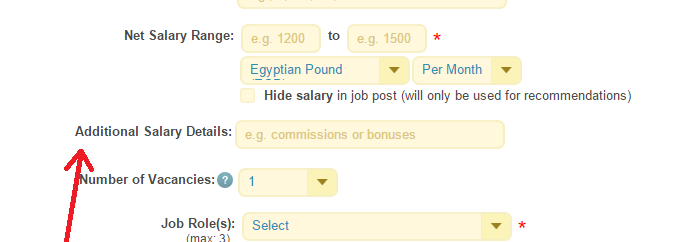 Net Salary Range: e.g. 1200 to e.g. 1500 *
Egyptian Pound Per Month
Hide salary in job post (will only be used for recommendations)
Additional Salary Details: e.g. commissions or bonuses
Number of Vacancies: ? 1
Job Role(s): Select *
(max: 3)